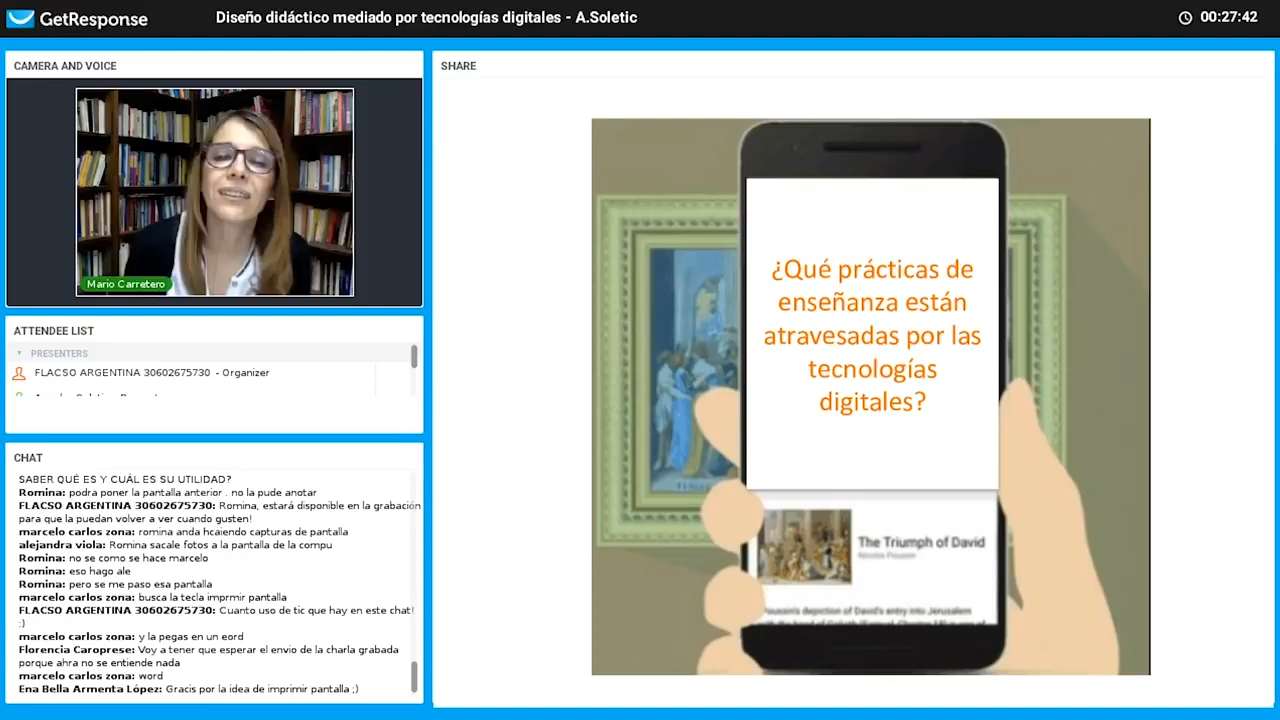 GetResponse
Diseño didáctico mediado por tecnologías digitales - A.Soletic
00:27:42
CAMERA AND VOICE
Mario Carretero
ATTENDEE LIST
PRESENTERS
FLACSO ARGENTINA 30602675730 - Organizer
CHAT
SABER QUÉ ES Y CUÁL ES SU UTILIDAD?
Romina: podra poner la pantalla anterior . no la pude anotar
FLACSO ARGENTINA 30602675730: Romina, estará disponible en la grabación
para que la puedan volver a ver cuando gusten!
marcelo carlos zona: romina anda hcaiendo capturas de pantalla
alejandra viola: Romina sacale fotos a la pantalla de la compu
Romina: no se como se hace marcelo
Romina: eso hago ale
Romina: pero se me paso esa pantalla
marcelo carlos zona: busca la tecla imprmir pantalla
FLACSO ARGENTINA 30602675730: Cuanto uso de tic que hay en este chat!
:)
marcelo carlos zona: y la pegas en un eord
Florencia Caroprese: Voy a tener que esperar el envio de la charla grabada
porque ahra no se entiende nada
marcelo carlos zona: word
Ena Bella Armenta López: Gracis por la idea de imprimir pantalla ;)
SHARE
¿Qué prácticas de
enseñanza están
atravesadas por las
tecnologías
digitales?
The Triumph of David
Nicolas Poussin
Poussin's depiction of David's entry into Jerusalem